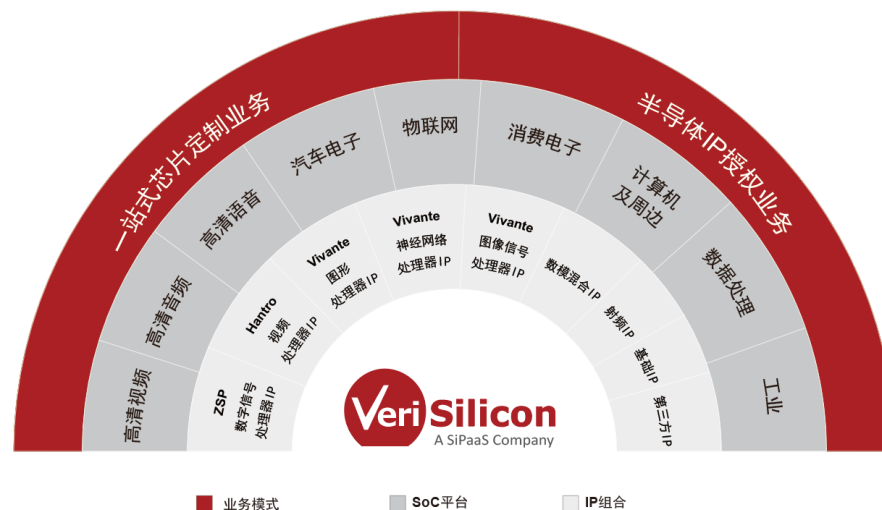 一站式芯片定制业务
半导体IP授权业务
高清视频
高清音频
高清语音
汽车电子
物联网
消费电子
计算机
及周边
数据处理
工业
ZSP
数字信号
处理器IP
Hantro
视频
处理器IP
Vivante
图形
处理器IP
Vivante
神经网络
处理器IP
Vivante
图像信号
处理器IP
数模混合IP
射频IP
基础IP
第三方IP
VeriSilicon
A SiPaaS Company
业务模式
SoC平台
IP组合